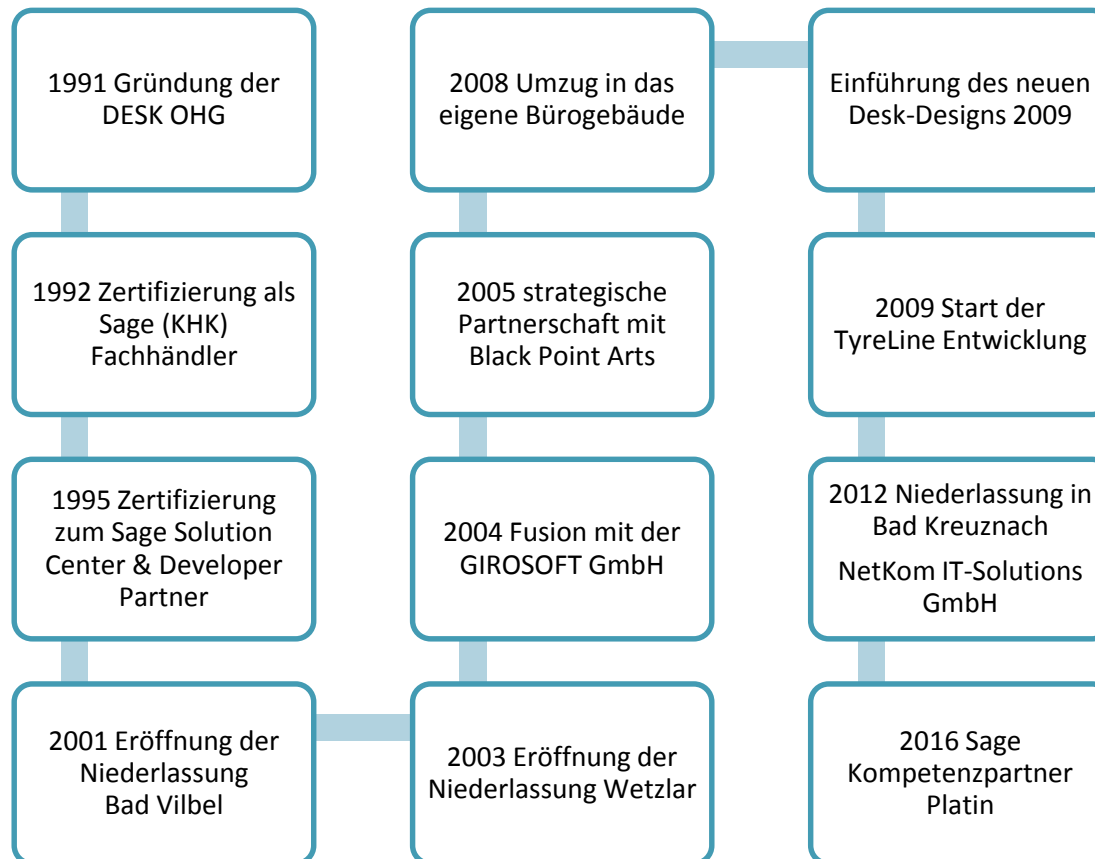 1991 Gründung der
DESK OHG
1992 Zertifizierung als
Sage (KHK)
Fachhändler
1995 Zertifizierung
zum Sage Solution
Center & Developer
Partner
2001 Eröffnung der
Niederlassung
Bad Vilbel
2003 Eröffnung der
Niederlassung Wetzlar
2004 Fusion mit der
GIROSOFT GmbH
2005 strategische
Partnerschaft mit
Black Point Arts
2008 Umzug in das
eigene Bürogebäude
Einführung des neuen
Desk-Designs 2009
2009 Start der
TyreLine Entwicklung
2012 Niederlassung in
Bad Kreuznach
NetKom IT-Solutions
GmbH
2016 Sage
Kompetenzpartner
Platin